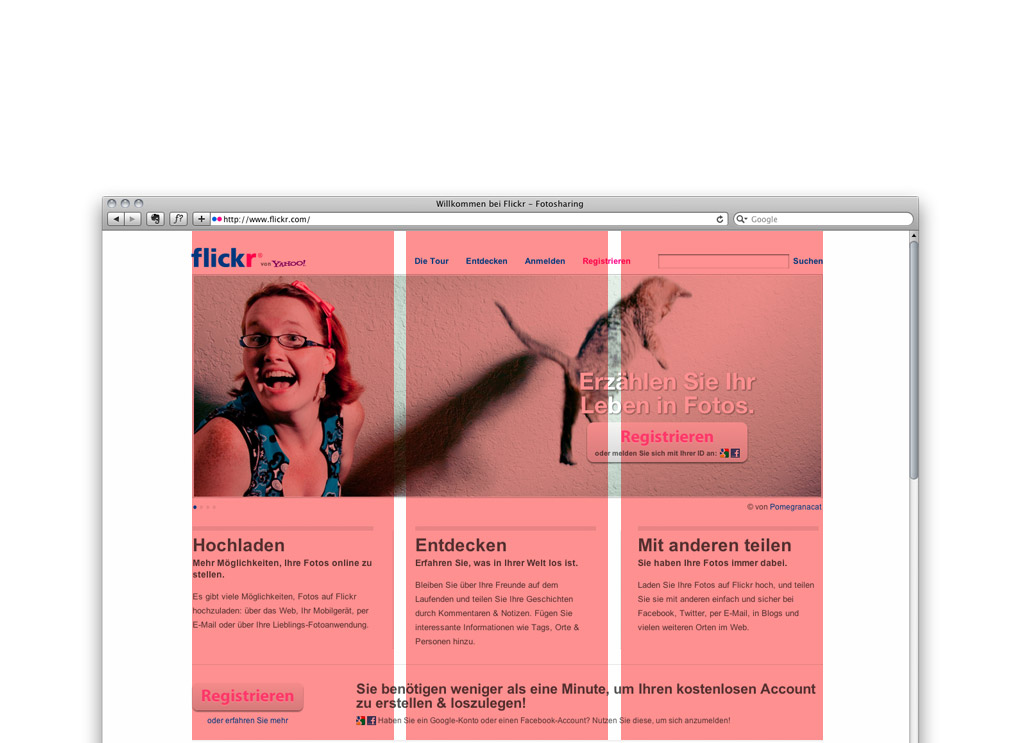 Willkommen bei Flickr – Fotosharing
http://www.flickr.com/
Google
flickr von YAHOO!
Die Tour Entdecken Anmelden Registrieren Suchen
Erzählen Sie Ihr
Leben in Fotos.
Registrieren
oder melden Sie sich mit Ihrer ID an:
© von Pomegranacat
Hochladen
Mehr Möglichkeiten, Ihre Fotos online zu
stellen.
Es gibt viele Möglichkeiten, Fotos auf Flickr
hochzuladen: über das Web, Ihr Mobilgerät, per
E-Mail oder über Ihre Lieblings-Fotoanwendung.
Entdecken
Erfahren Sie, was in Ihrer Welt los ist.
Bleiben Sie über Ihre Freunde auf dem
Laufenden und teilen Sie Ihre Geschichten
durch Kommentaren & Notizen. Fügen Sie
interessante Informationen wie Tags, Orte &
Personen hinzu.
Mit anderen teilen
Sie haben Ihre Fotos immer dabei.
Laden Sie Ihre Fotos auf Flickr hoch, und teilen
Sie sie mit anderen einfach und sicher bei
Facebook, Twitter, per E-Mail, in Blogs und
vielen weiteren Orten im Web.
Registrieren
oder erfahren Sie mehr
Sie benötigen weniger als eine Minute, um Ihren kostenlosen Account
zu erstellen & loszulegen!
Haben Sie ein Google-Konto oder einen Facebook-Account? Nutzen Sie diese, um sich anzumelden!